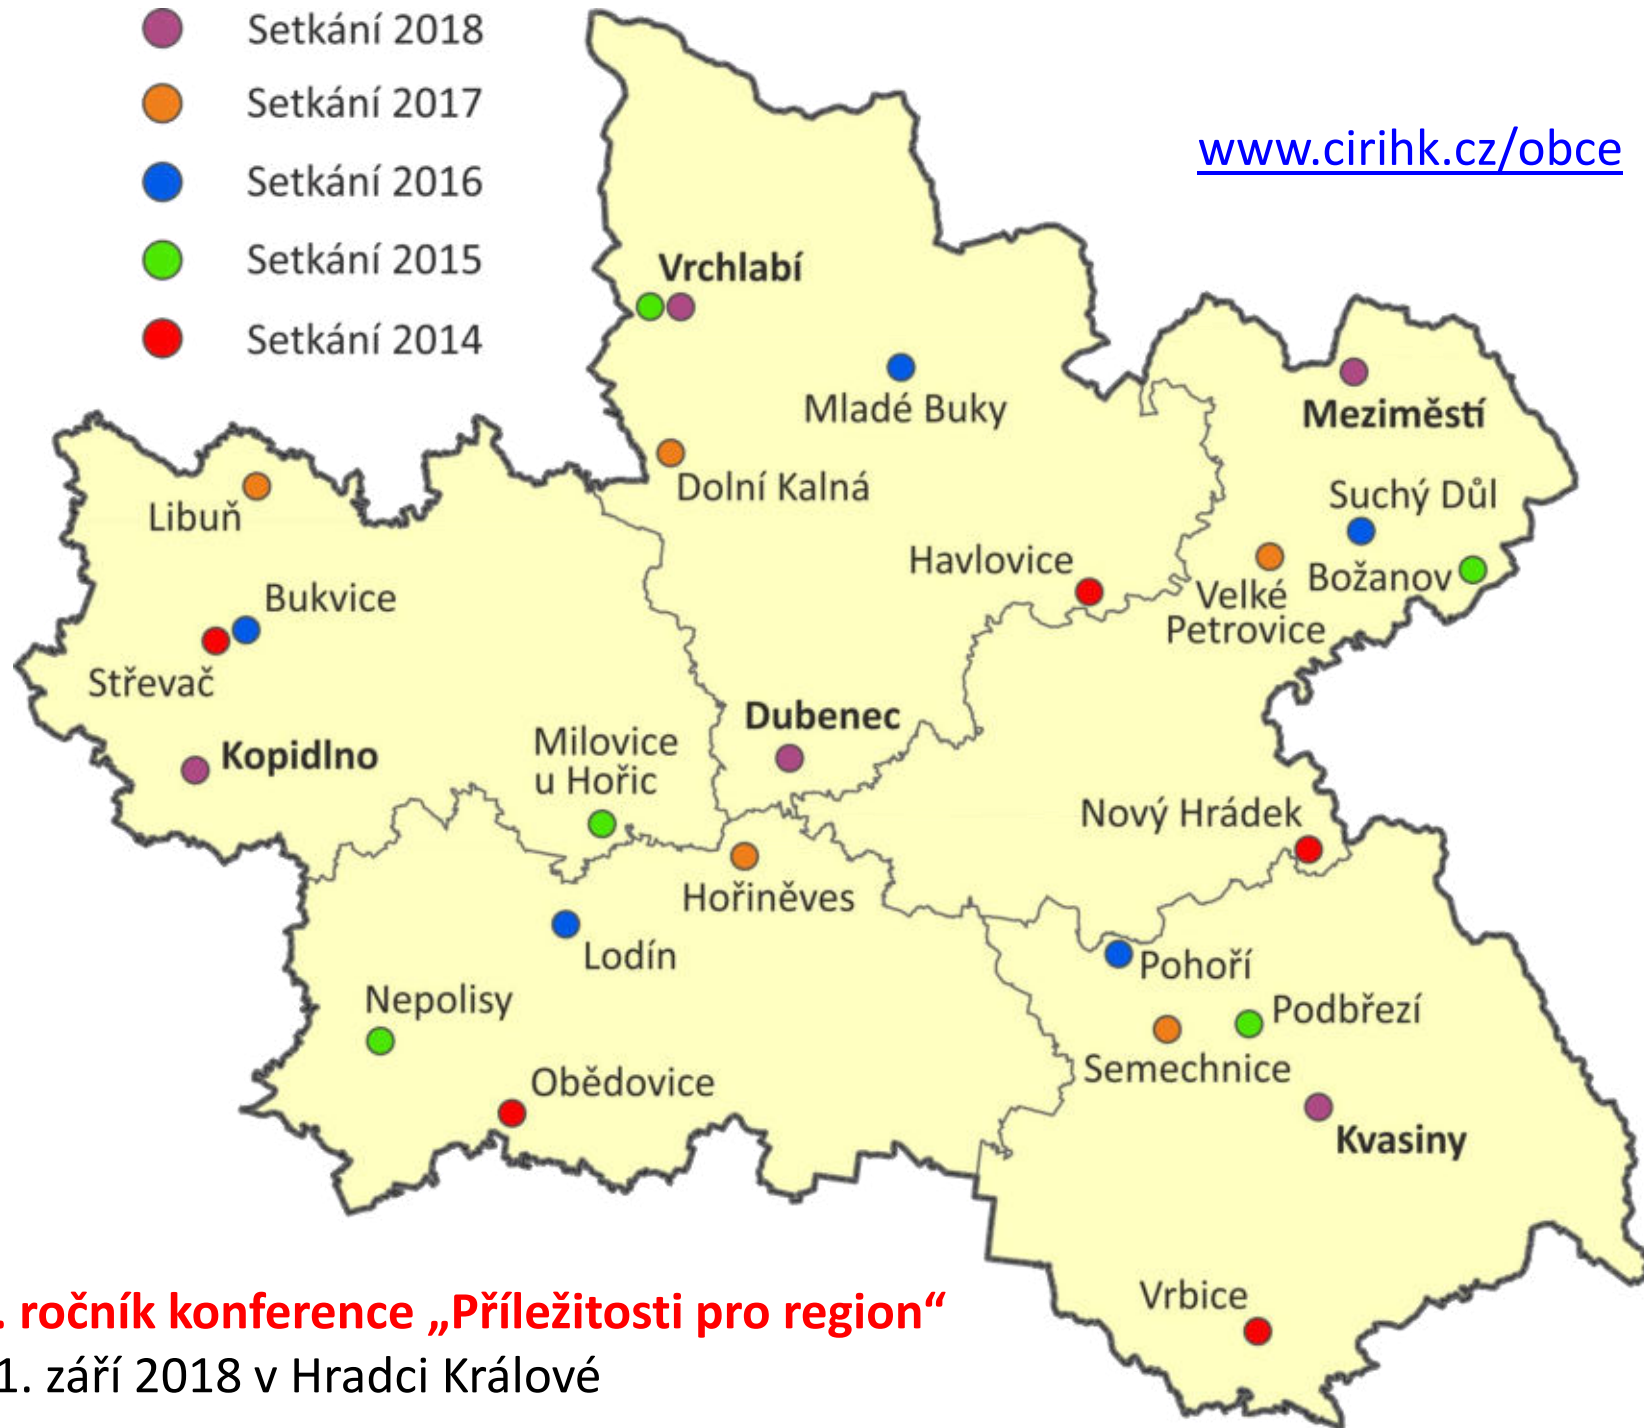 Setkání 2018
Setkání 2017
Setkání 2016
Setkání 2015
Setkání 2014
www.cirihk.cz/obce
Vrchlabí
Mladé Buky
Meziměstí
Dolní Kalná
Suchý Důl
Libuň
Havlovice
Božanov
Velké
Petrovice
Bukvice
Střevač
Dubenec
Kopidlno
Milovice
u Hořic
Nový Hrádek
Hořiněves
Lodín
Pohoří
Nepolisy
Podbřezí
Semechnice
Obědovice
Kvasiny
Vrbice
. ročník konference „Příležitosti pro region“
1. září 2018 v Hradci Králové